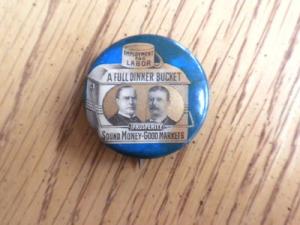 EMPLOYMENT
FOR
LABOR
A FULL DINNER BUCKET
PROSPERITY
SOUND MONEY-GOOD MARKETS